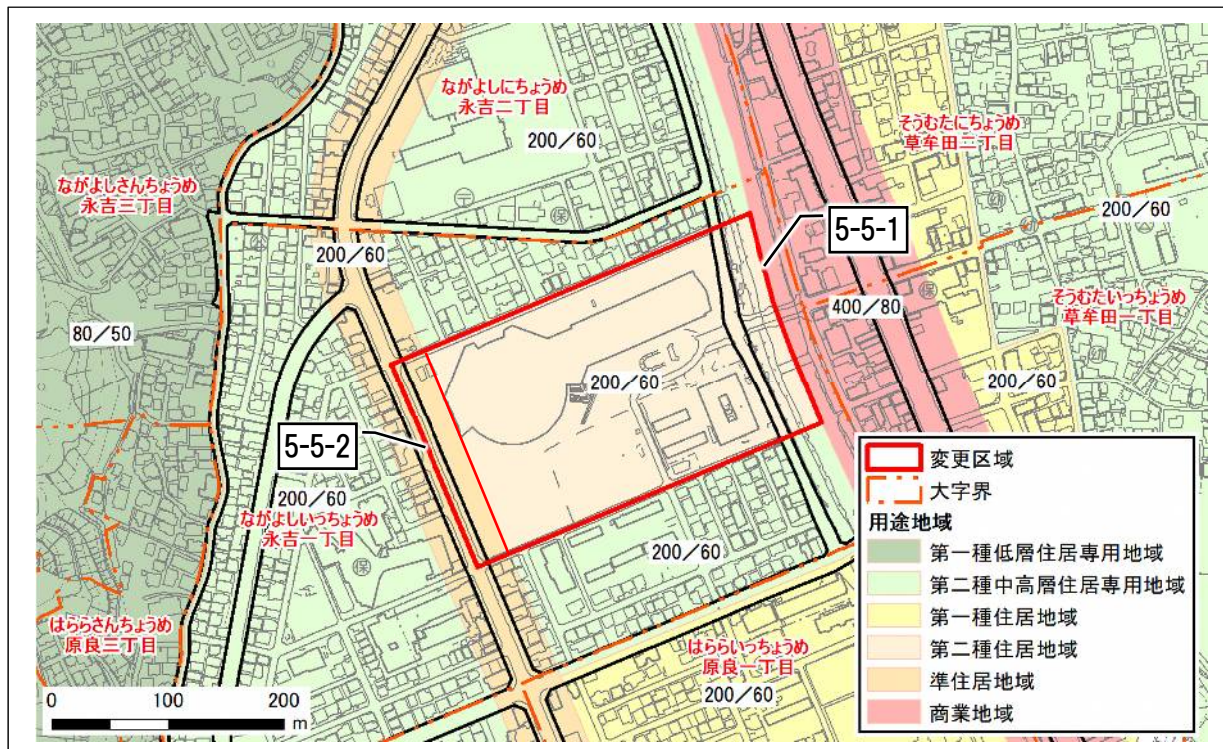 ながよしにちょうめ
永吉二丁目
200/60
そうむたにちょうめ
草牟田二丁目
ながよしさんちょうめ
永吉三丁目
200/60
5-5-1
200/60
保
保
400/80
そうむたいっちょうめ
草牟田一丁目
80/50
200/60
200/60
5-5-2
200/60
ながよしいっちょうめ
永吉一丁目
保
200/60
はららさんちょうめ
原良三丁目
はららいっちょうめ
原良一丁目
200/60
変更区域
大字界
用途地域
第一種低層住居専用地域
第二種中高層住居専用地域
第一種住居地域
第二種住居地域
準住居地域
商業地域
0 100 200
m